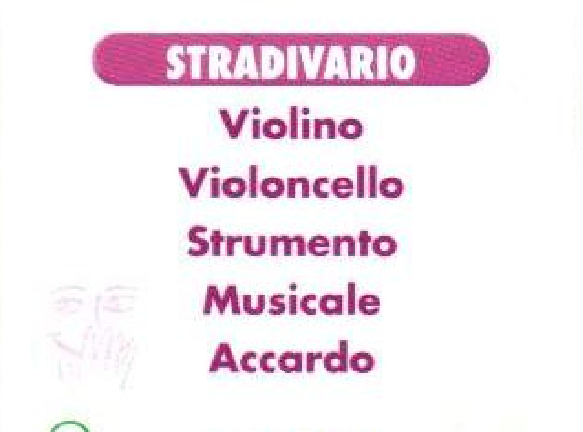 STRADIVARIO
Violino
Violoncello
Strumento
Musicale
Accardo